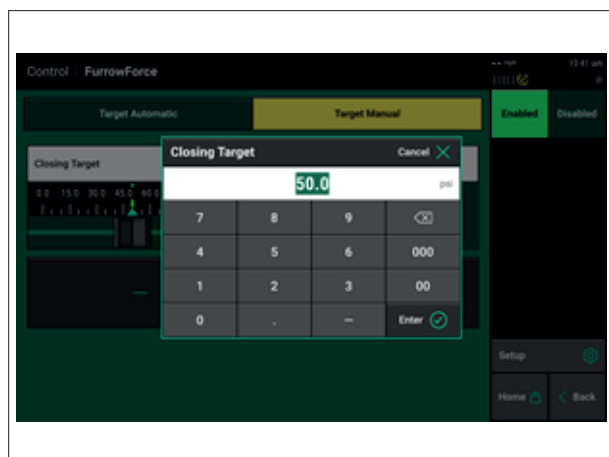 -- mph
10:41 am
Control FurrowForce
Target Automatic
Target Manual
Enabled
Disabled
Closing Target
Closing Target
Cancel
50.0
psi
0.0 15.0 30.0 45.0 60.0
7 8 9
4 5 6 000
1 2 3 00
0 . – Enter
Setup
Home
Back